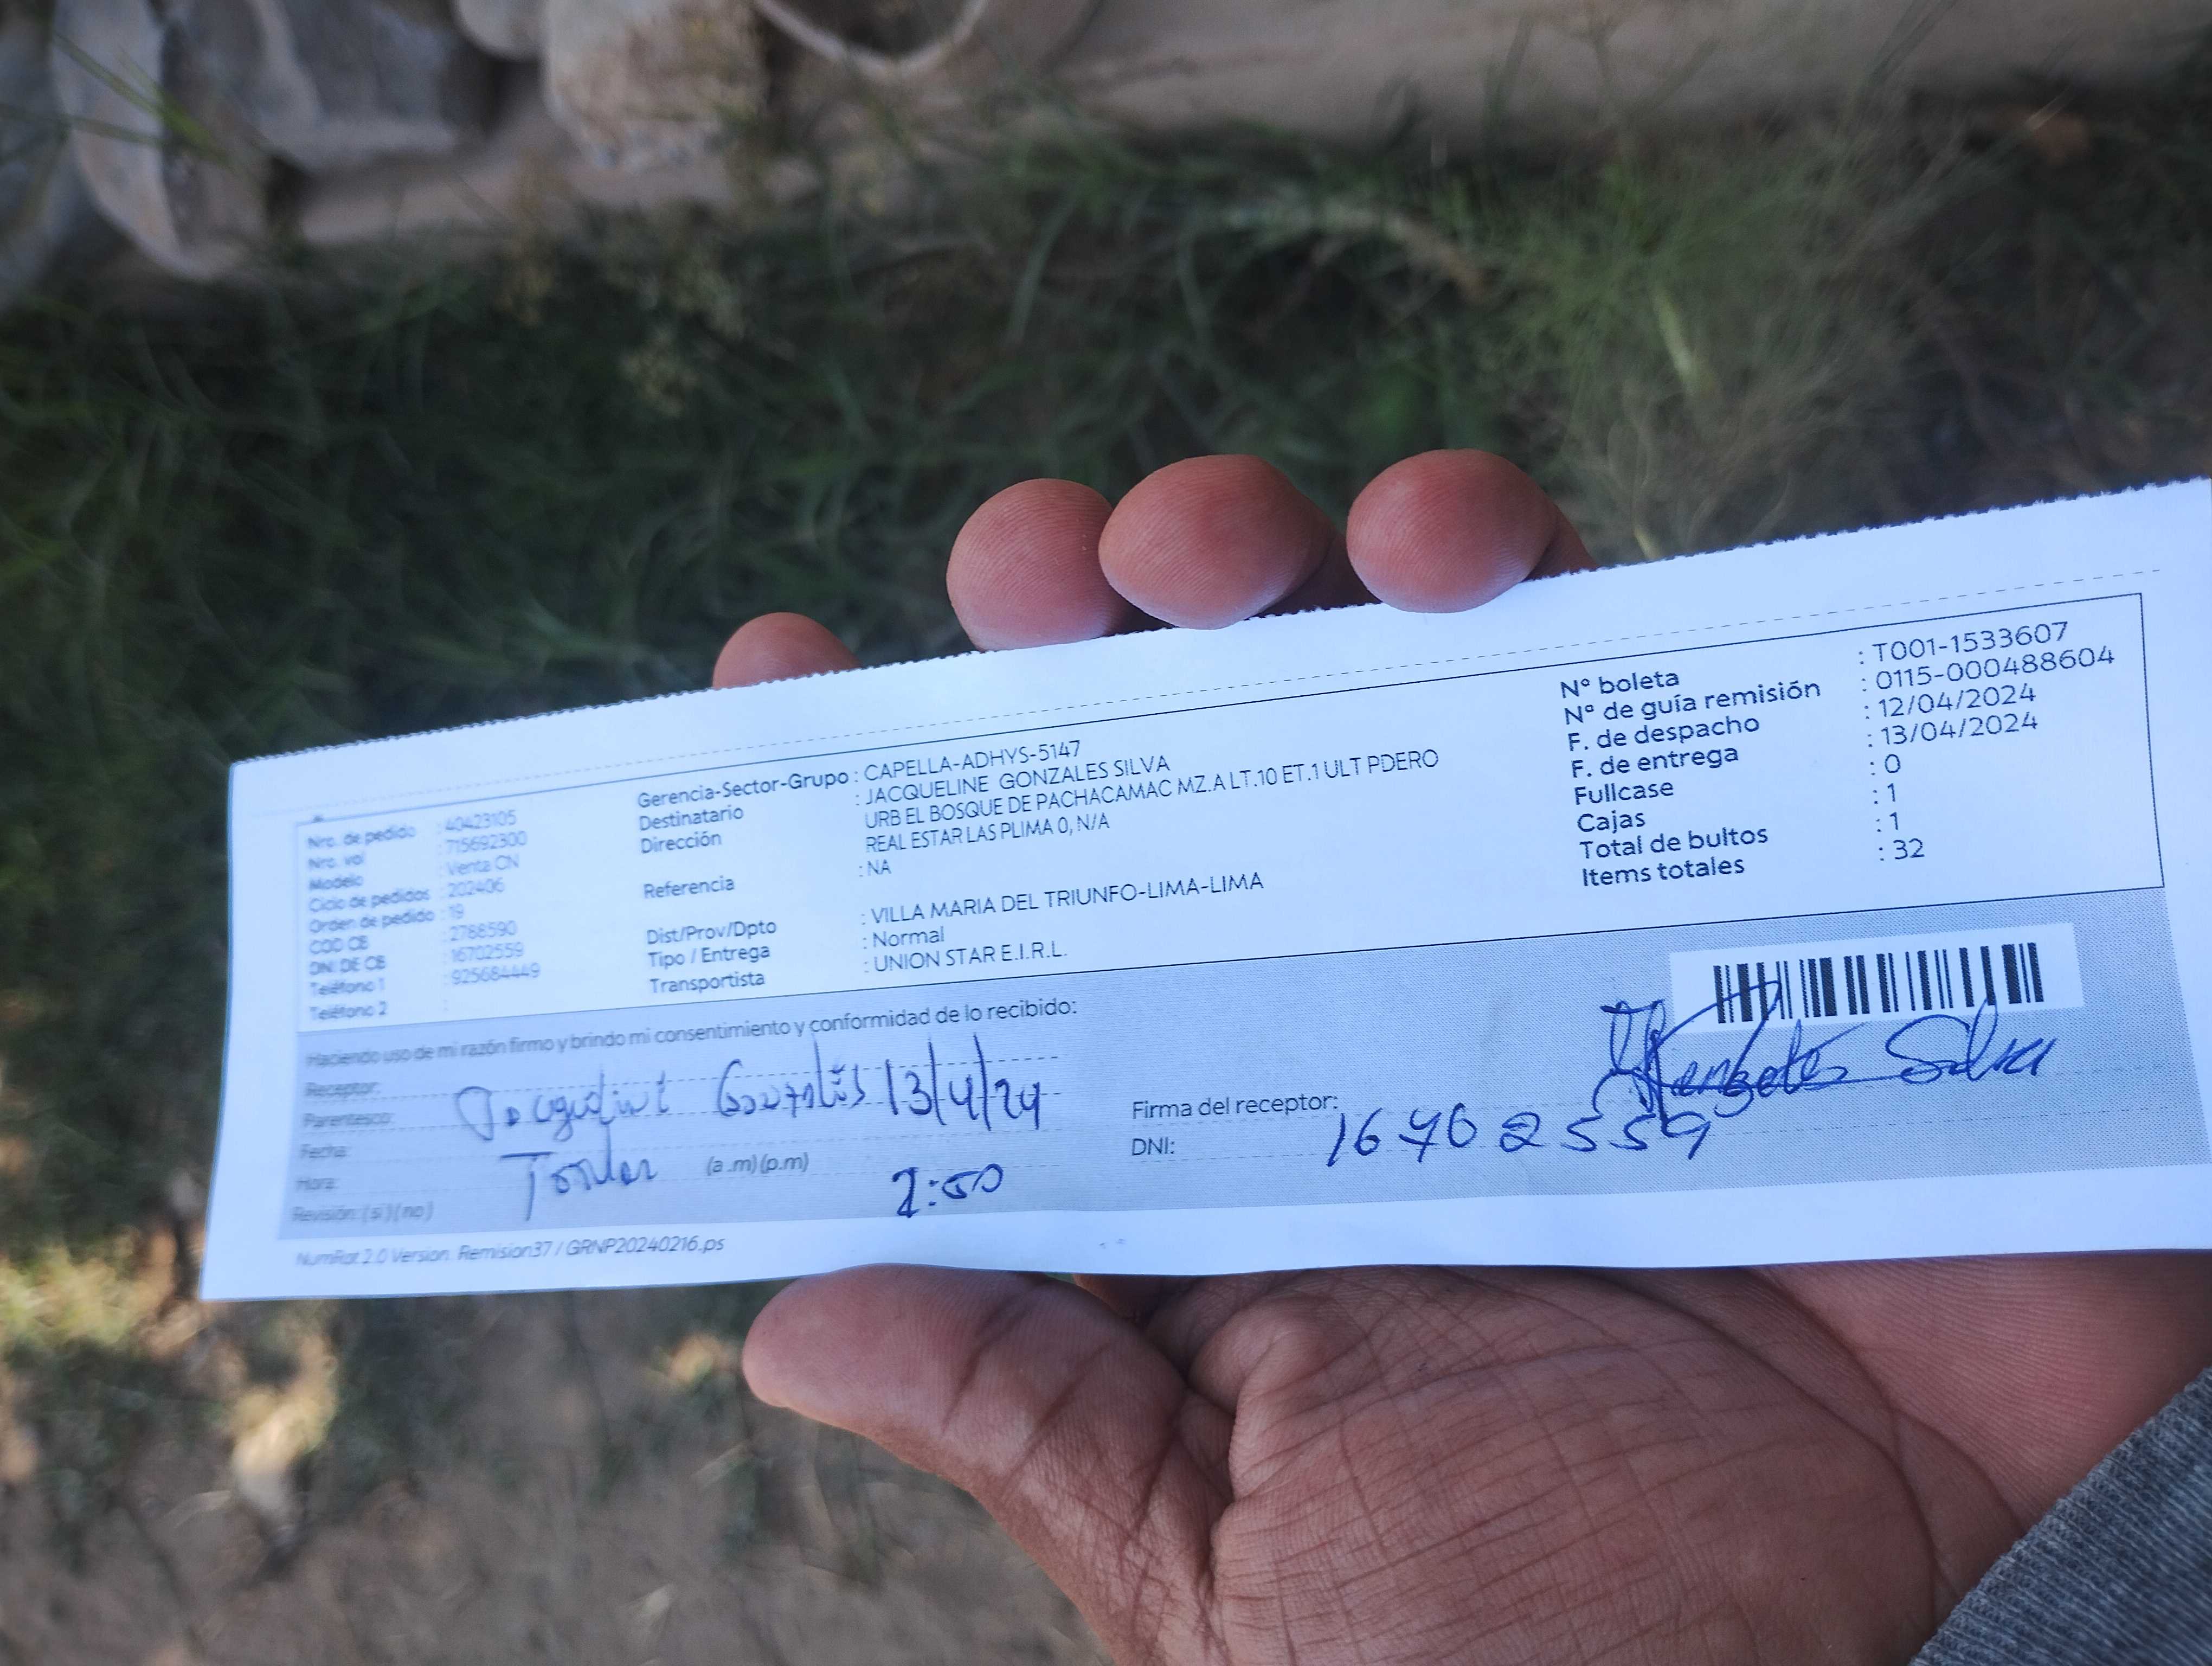 Nro. de pedido : 40423105
Nro. vol : 715692300
Modelo : Venta CN
Ciclo de pedidos : 202406
Orden de pedido : 19
COD CB : 2788590
DNI DE CB : 16702559
Teléfono 1 : 925684449
Teléfono 2 :
Gerencia-Sector-Grupo : CAPELLA-ADHYS-5147
Destinatario : JACQUELINE GONZALES SILVA
Dirección URB EL BOSQUE DE PACHACAMAC MZ.A LT.10 ET.1 ULT PDERO
REAL ESTAR LAS PLIMA 0, N/A
Referencia : NA
Dist/Prov/Dpto : VILLA MARIA DEL TRIUNFO-LIMA-LIMA
Tipo / Entrega : Normal
Transportista : UNION STAR E.I.R.L.
N° boleta : T001-1533607
N° de guía remisión : 0115-000488604
F. de despacho : 12/04/2024
F. de entrega : 13/04/2024
Fullcase : 0
Cajas : 1
Total de bultos : 1
Items totales : 32
Haciendo uso de mi razón firmo y brindo mi consentimiento y conformidad de lo recibido:
Receptor:
Parentesco: Gonzales 13/4/24
Fecha:
Hora: (a .m) (p.m) 2:50
Revisión: ( si ) ( no )
Firma del receptor: Silva
DNI: 16702559
NumRot 2.0 Version. Remision37 / GRNP20240216.ps